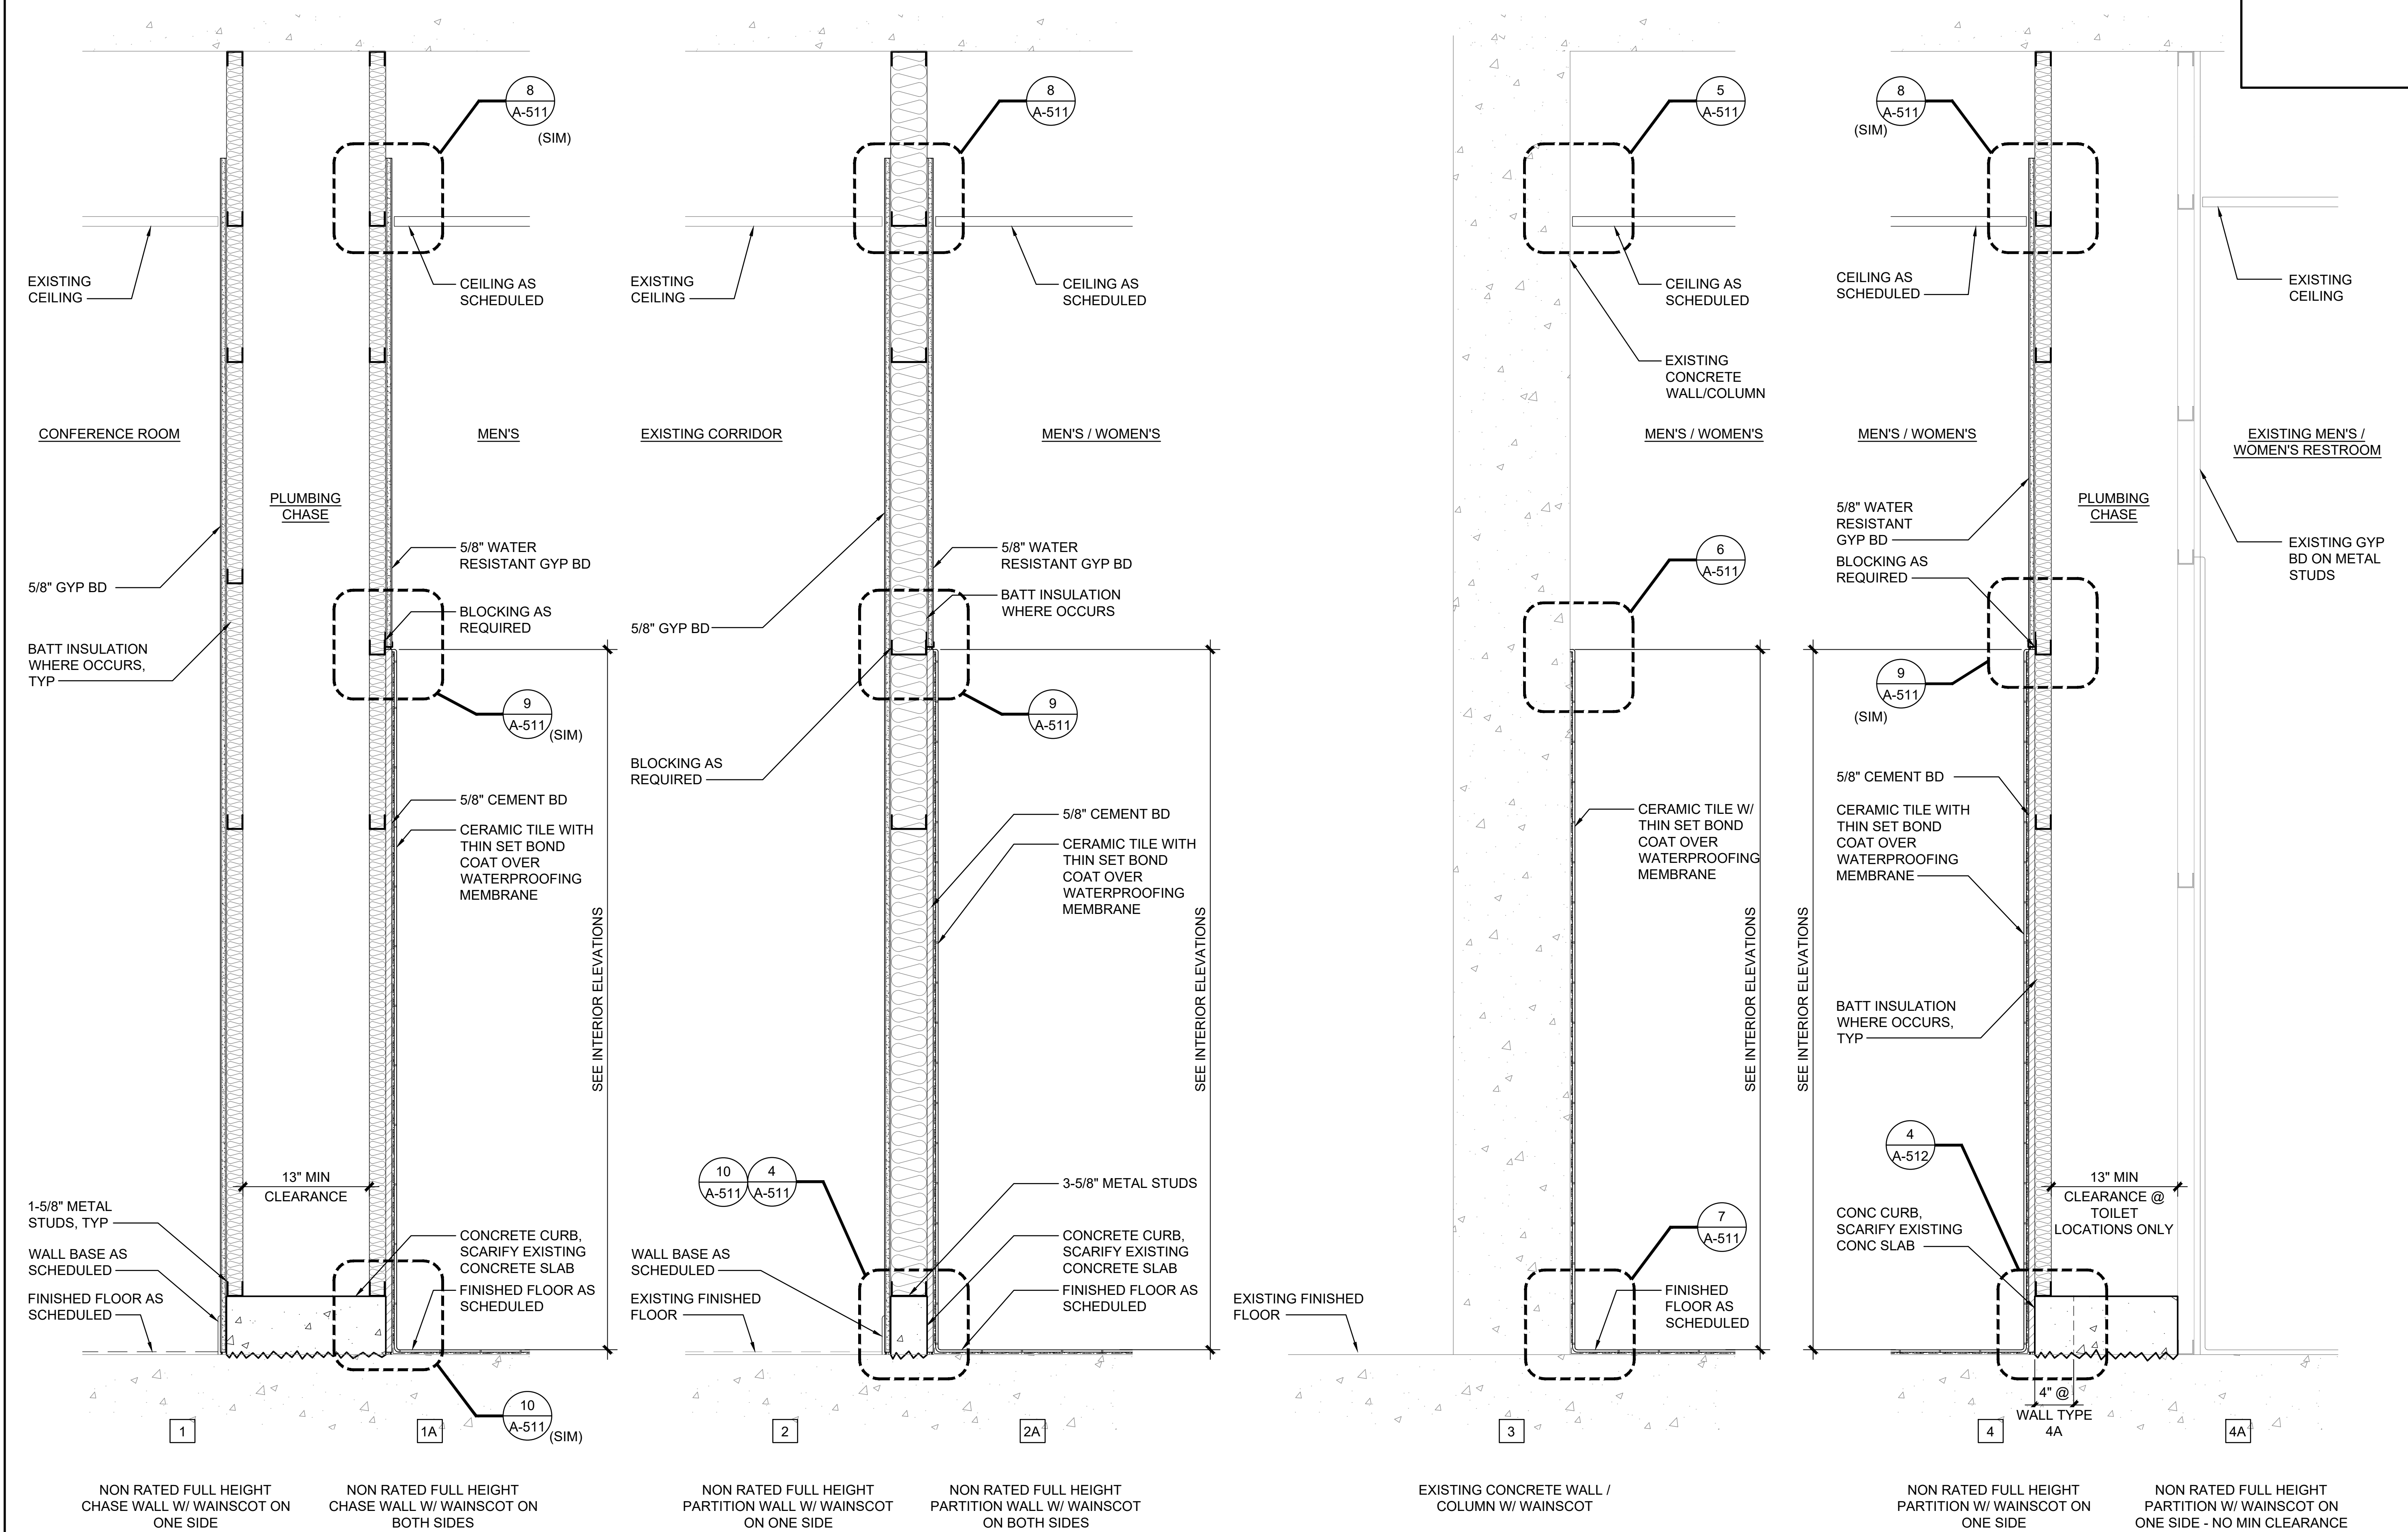 8
A-511
(SIM)
EXISTING
CEILING
CEILING AS
SCHEDULED
CONFERENCE ROOM
MEN'S
PLUMBING
CHASE
5/8" GYP BD
5/8" WATER
RESISTANT GYP BD
BLOCKING AS
REQUIRED
BATT INSULATION
WHERE OCCURS,
TYP
9
A-511
(SIM)
5/8" CEMENT BD
CERAMIC TILE WITH
THIN SET BOND
COAT OVER
WATERPROOFING
MEMBRANE
SEE INTERIOR ELEVATIONS
13" MIN
CLEARANCE
1-5/8" METAL
STUDS, TYP
WALL BASE AS
SCHEDULED
FINISHED FLOOR AS
SCHEDULED
CONCRETE CURB,
SCARIFY EXISTING
CONCRETE SLAB
FINISHED FLOOR AS
SCHEDULED
10
A-511
(SIM)
1
1A
NON RATED FULL HEIGHT
CHASE WALL W/ WAINSCOT ON
ONE SIDE
NON RATED FULL HEIGHT
CHASE WALL W/ WAINSCOT ON
BOTH SIDES
8
A-511
EXISTING
CEILING
CEILING AS
SCHEDULED
EXISTING CORRIDOR
MEN'S / WOMEN'S
5/8" WATER
RESISTANT GYP BD
BATT INSULATION
WHERE OCCURS
5/8" GYP BD
9
A-511
BLOCKING AS
REQUIRED
5/8" CEMENT BD
CERAMIC TILE WITH
THIN SET BOND
COAT OVER
WATERPROOFING
MEMBRANE
SEE INTERIOR ELEVATIONS
10
A-511
4
A-511
3-5/8" METAL STUDS
WALL BASE AS
SCHEDULED
EXISTING FINISHED
FLOOR
CONCRETE CURB,
SCARIFY EXISTING
CONCRETE SLAB
FINISHED FLOOR AS
SCHEDULED
2
2A
NON RATED FULL HEIGHT
PARTITION WALL W/ WAINSCOT
ON ONE SIDE
NON RATED FULL HEIGHT
PARTITION WALL W/ WAINSCOT
ON BOTH SIDES
5
A-511
CEILING AS
SCHEDULED
EXISTING
CONCRETE
WALL/COLUMN
MEN'S / WOMEN'S
6
A-511
CERAMIC TILE W/
THIN SET BOND
COAT OVER
WATERPROOFING
MEMBRANE
SEE INTERIOR ELEVATIONS
7
A-511
EXISTING FINISHED
FLOOR
FINISHED
FLOOR AS
SCHEDULED
3
EXISTING CONCRETE WALL /
COLUMN W/ WAINSCOT
8
A-511
(SIM)
CEILING AS
SCHEDULED
EXISTING
CEILING
MEN'S / WOMEN'S
EXISTING MEN'S /
WOMEN'S RESTROOM
5/8" WATER
RESISTANT
GYP BD
PLUMBING
CHASE
BLOCKING AS
REQUIRED
EXISTING GYP
BD ON METAL
STUDS
9
A-511
(SIM)
5/8" CEMENT BD
CERAMIC TILE WITH
THIN SET BOND
COAT OVER
WATERPROOFING
MEMBRANE
SEE INTERIOR ELEVATIONS
BATT INSULATION
WHERE OCCURS,
TYP
4
A-512
13" MIN
CLEARANCE @
TOILET
LOCATIONS ONLY
CONC CURB,
SCARIFY EXISTING
CONC SLAB
4" @
WALL TYPE
4A
4
4A
NON RATED FULL HEIGHT
PARTITION W/ WAINSCOT ON
ONE SIDE
NON RATED FULL HEIGHT
PARTITION W/ WAINSCOT ON
ONE SIDE - NO MIN CLEARANCE